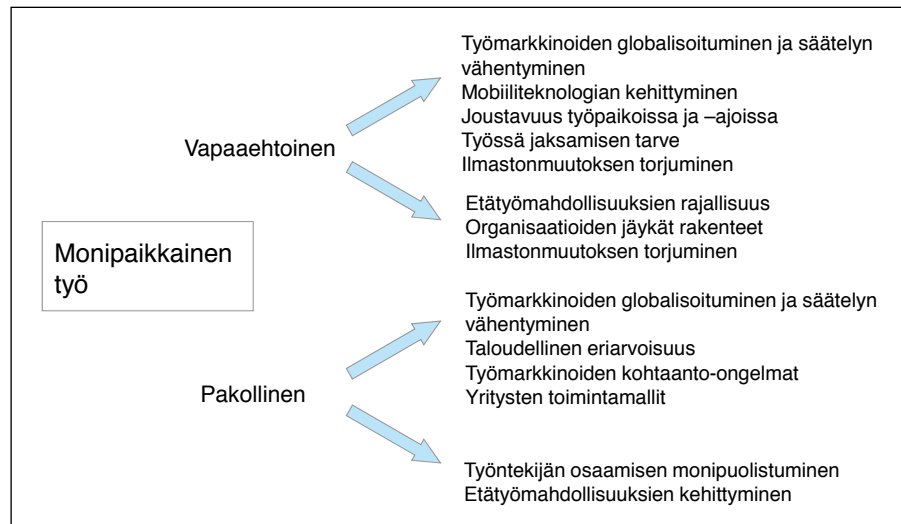 Työmarkkinoiden globalisoituminen ja säätelyn
vähentyminen
Mobiiliteknologian kehittyminen
Joustavuus työpaikoissa ja –ajoissa
Työssä jaksamisen tarve
Ilmastonmuutoksen torjuminen
Vapaaehtoinen
Etätyömahdollisuuksien rajallisuus
Organisaatioiden jäykät rakenteet
Ilmastonmuutoksen torjuminen
Monipaikkainen
työ
Työmarkkinoiden globalisoituminen ja säätelyn
vähentyminen
Taloudellinen eriarvoisuus
Työmarkkinoiden kohtaanto-ongelmat
Yritysten toimintamallit
Pakollinen
Työntekijän osaamisen monipuolistuminen
Etätyömahdollisuuksien kehittyminen